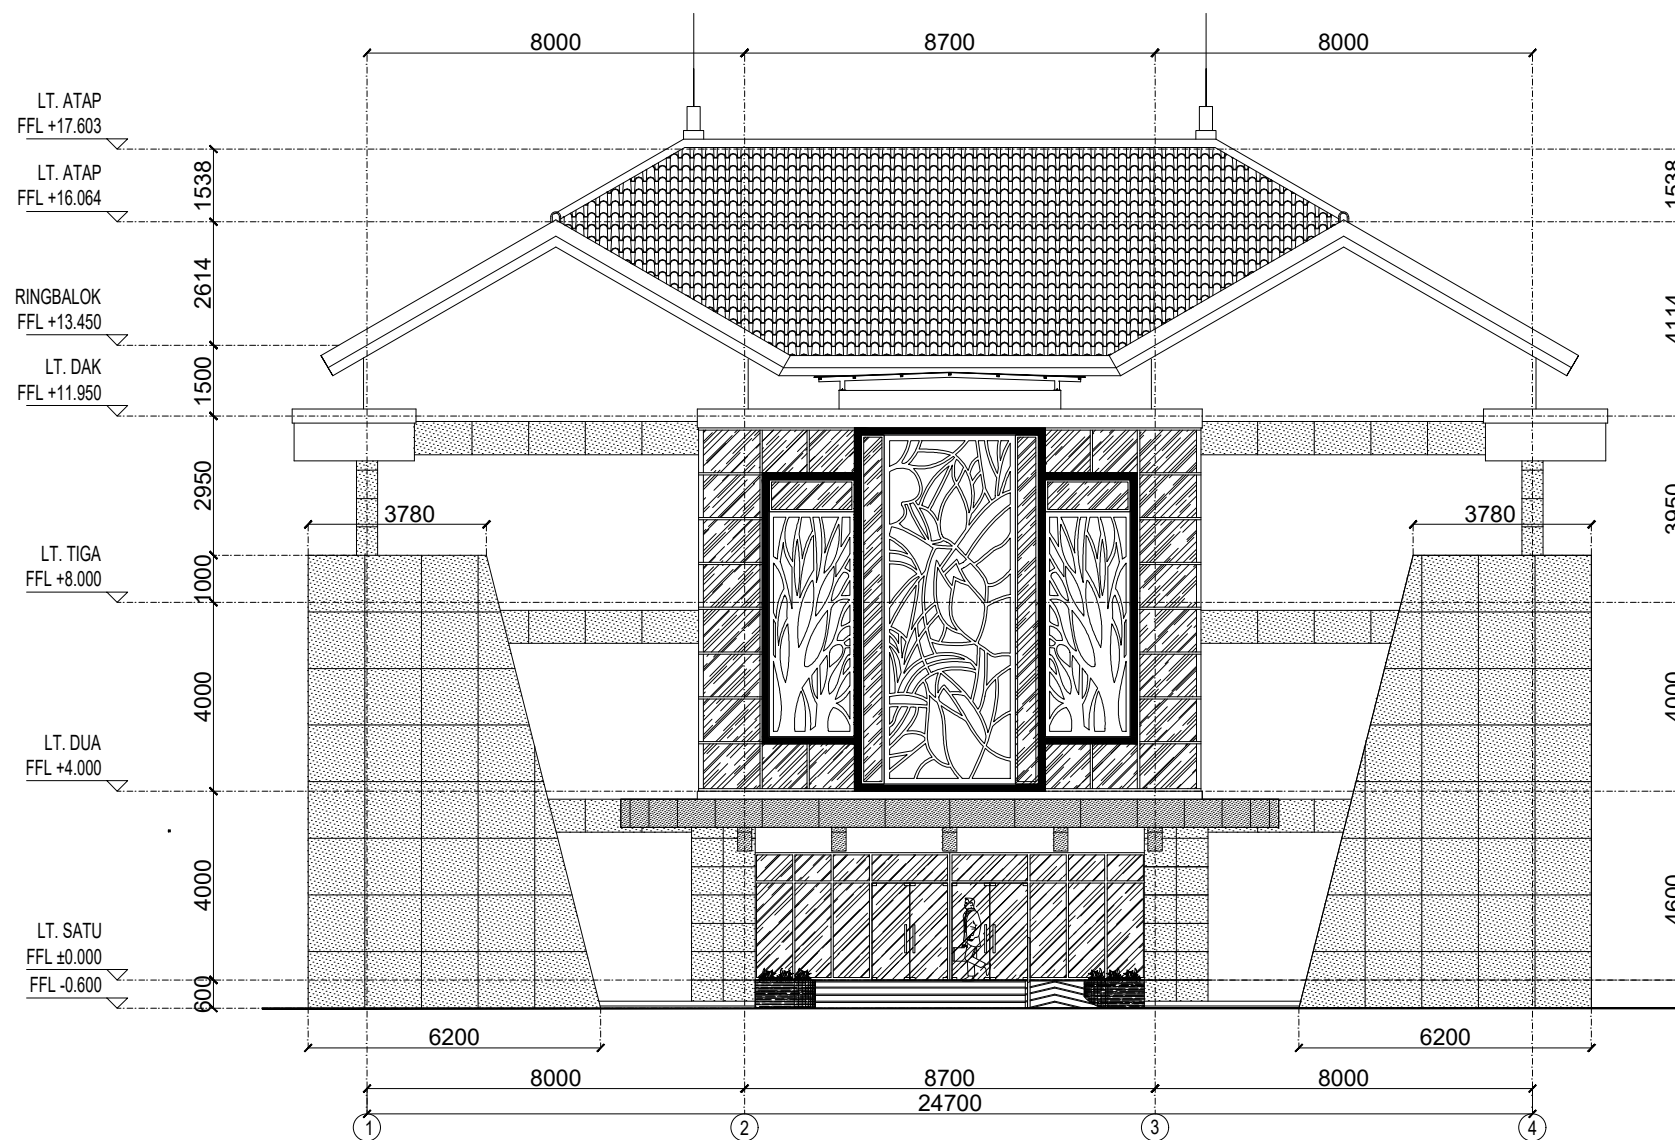 8000
8700
8000
LT. ATAP
FFL +17.603
LT. ATAP
FFL +16.064
RINGBALOK
FFL +13.450
LT. DAK
FFL +11.950
LT. TIGA
FFL +8.000
LT. DUA
FFL +4.000
LT. SATU
FFL ±0.000
FFL -0.600
1538
2614
1500
2950
1000
4000
4000
600
3780
3780
1538
4114
3950
4000
4600
6200
6200
8000
8700
8000
24700
1
2
3
4